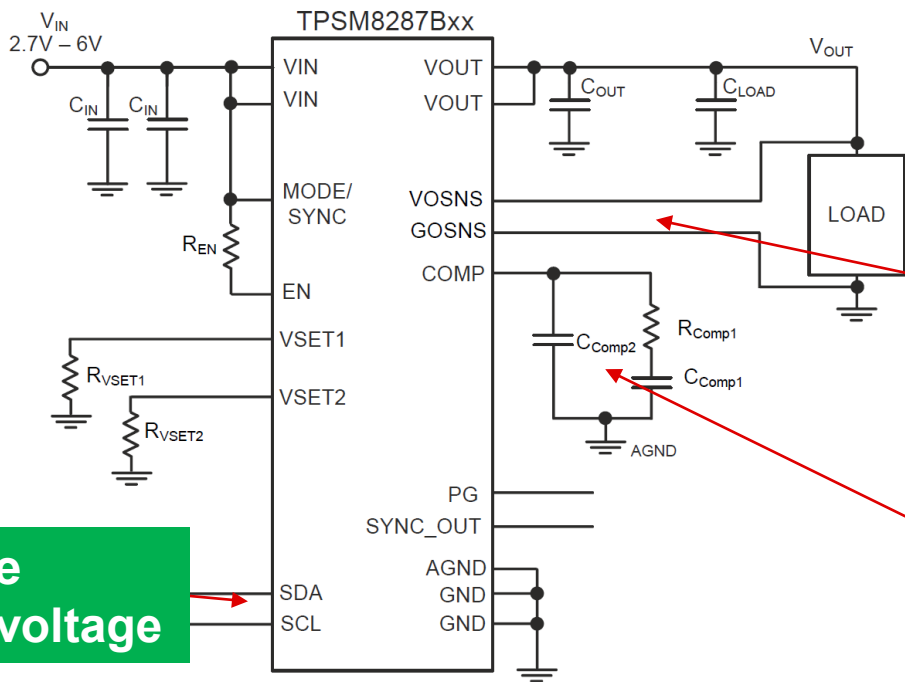 TPSM8287Bxx
VIN
2.7V – 6V
VIN
VIN
CIN
CIN
MODE/
SYNC
REN
EN
VSET1
RVSET1
VSET2
RVSET2
SDA
SCL
VOUT
VOUT
COUT
CLOAD
VOUT
VOSNS
GOSNS
LOAD
COMP
CComp2
RComp1
CComp1
AGND
PG
SYNC_OUT
AGND
GND
GND
e
voltage